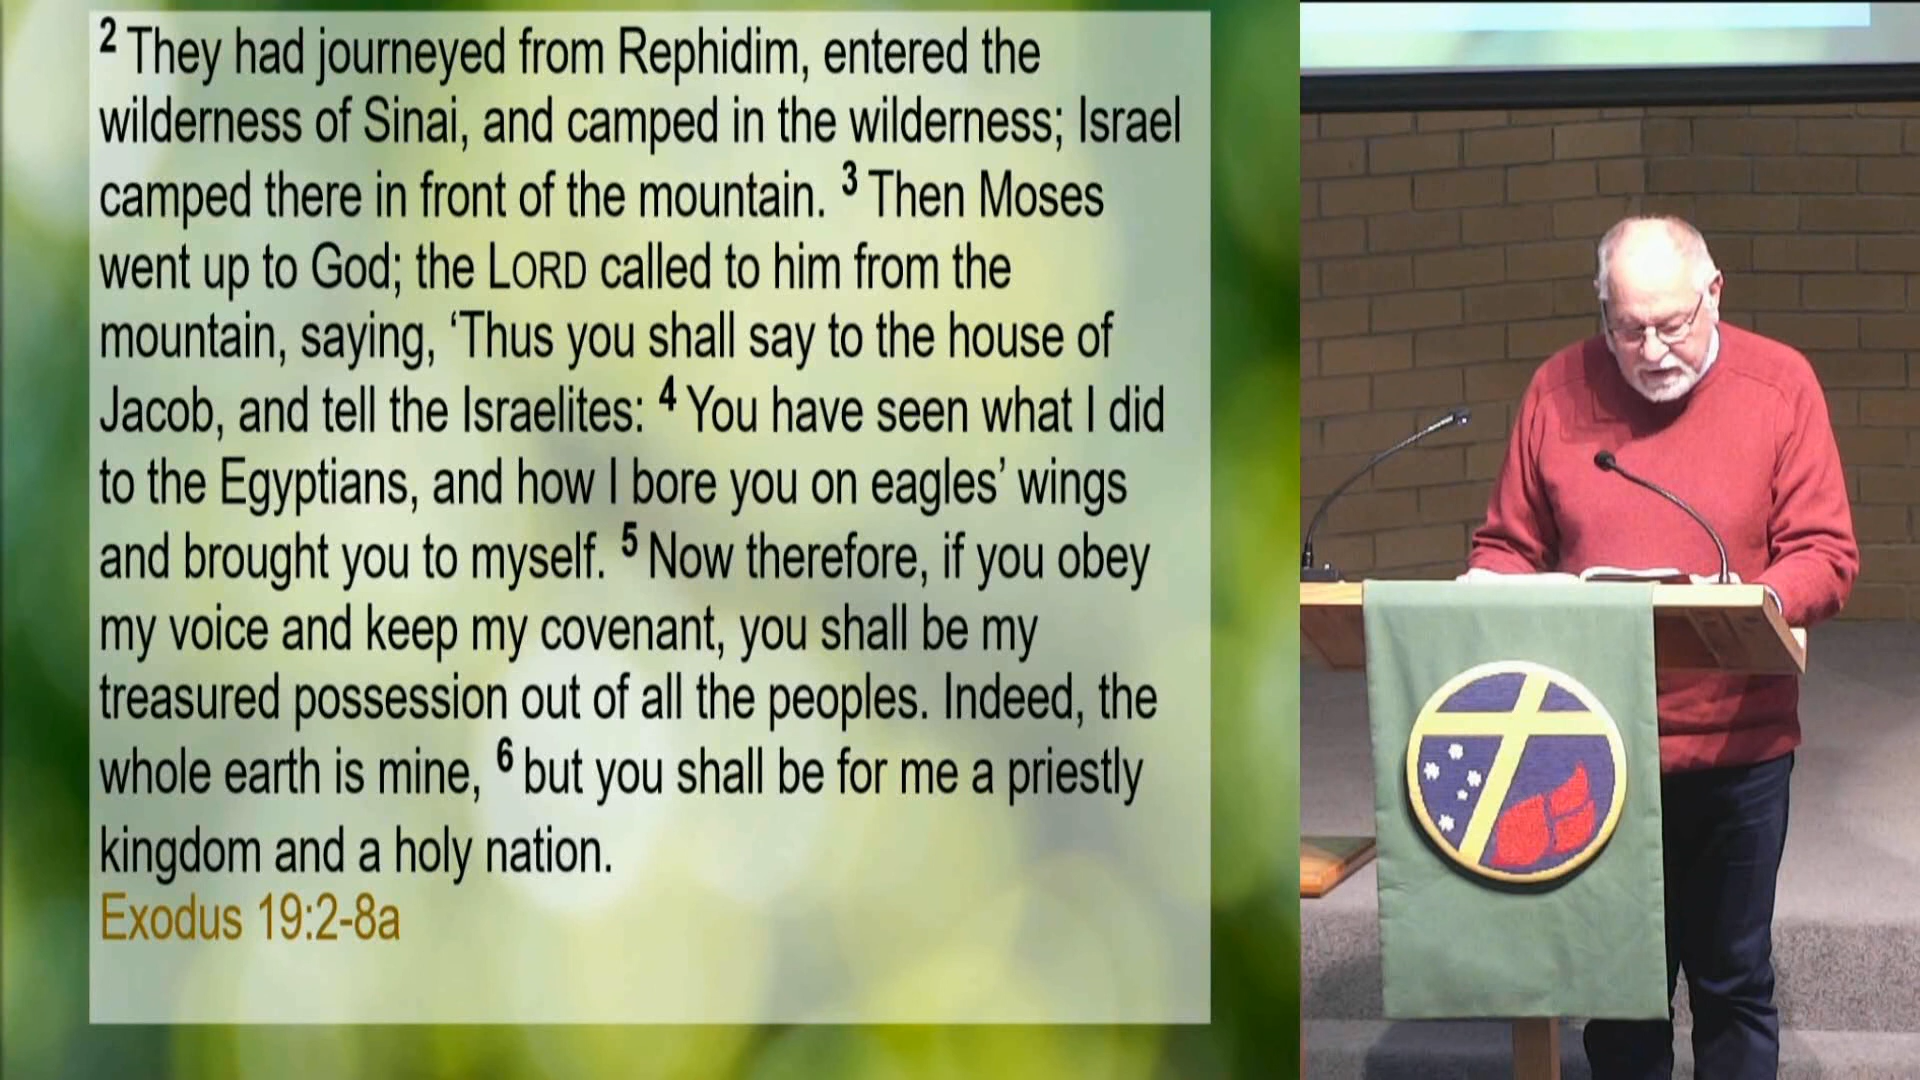 2 They had journeyed from Rephidim, entered the
wilderness of Sinai, and camped in the wilderness; Israel
camped there in front of the mountain. 3 Then Moses
went up to God; the LORD called to him from the
mountain, saying, ‘Thus you shall say to the house of
Jacob, and tell the Israelites: 4 You have seen what I did
to the Egyptians, and how I bore you on eagles’ wings
and brought you to myself. 5 Now therefore, if you obey
my voice and keep my covenant, you shall be my
treasured possession out of all the peoples. Indeed, the
whole earth is mine, 6 but you shall be for me a priestly
kingdom and a holy nation.
Exodus 19:2-8a